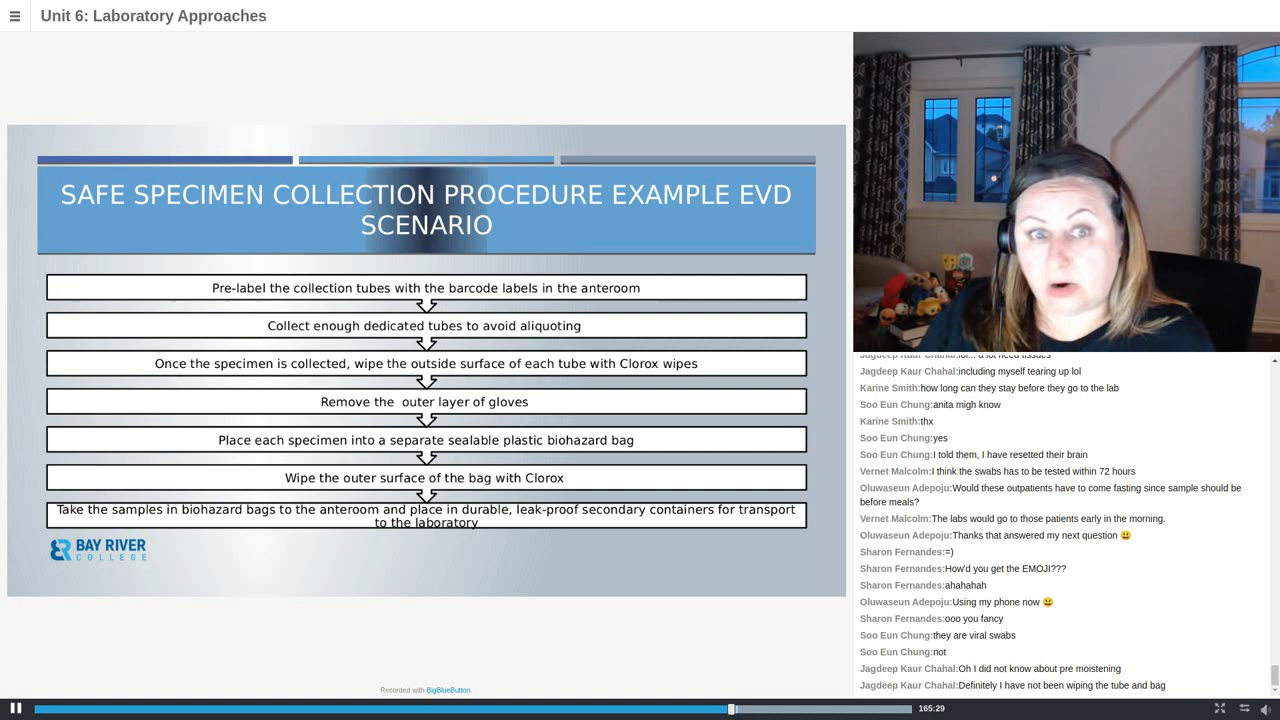 Unit 6: Laboratory Approaches
SAFE SPECIMEN COLLECTION PROCEDURE EXAMPLE EVD
SCENARIO
Pre-label the collection tubes with the barcode labels in the anteroom
Collect enough dedicated tubes to avoid aliquoting
Once the specimen is collected, wipe the outside surface of each tube with Clorox wipes
Remove the  outer layer of gloves
Place each specimen into a separate sealable plastic biohazard bag
Wipe the outer surface of the bag with Clorox
Take the samples in biohazard bags to the anteroom and place in durable, leak-proof secondary containers for transport
to the laboratory
BAY RIVER
COLLEGE
Recorded with BigBlueButton.
Jagdeep Kaur Chahal:lol... a lot need tissues
Jagdeep Kaur Chahal:including myself tearing up lol
Karine Smith:how long can they stay before they go to the lab
Soo Eun Chung:anita migh know
Karine Smith:thx
Soo Eun Chung:yes
Soo Eun Chung:I told them, I have resetted their brain
Vernet Malcolm:I think the swabs has to be tested within 72 hours
Oluwaseun Adepoju:Would these outpatients have to come fasting since sample should be
before meals?
Vernet Malcolm:The labs would go to those patients early in the morning.
Oluwaseun Adepoju:Thanks that answered my next question 😃
Sharon Fernandes:=)
Sharon Fernandes:How'd you get the EMOJI???
Sharon Fernandes:ahahahah
Oluwaseun Adepoju:Using my phone now 😃
Sharon Fernandes:ooo you fancy
Soo Eun Chung:they are viral swabs
Soo Eun Chung:not
Jagdeep Kaur Chahal:Oh I did not know about pre moistening
Jagdeep Kaur Chahal:Definitely I have not been wiping the tube and bag
165:29